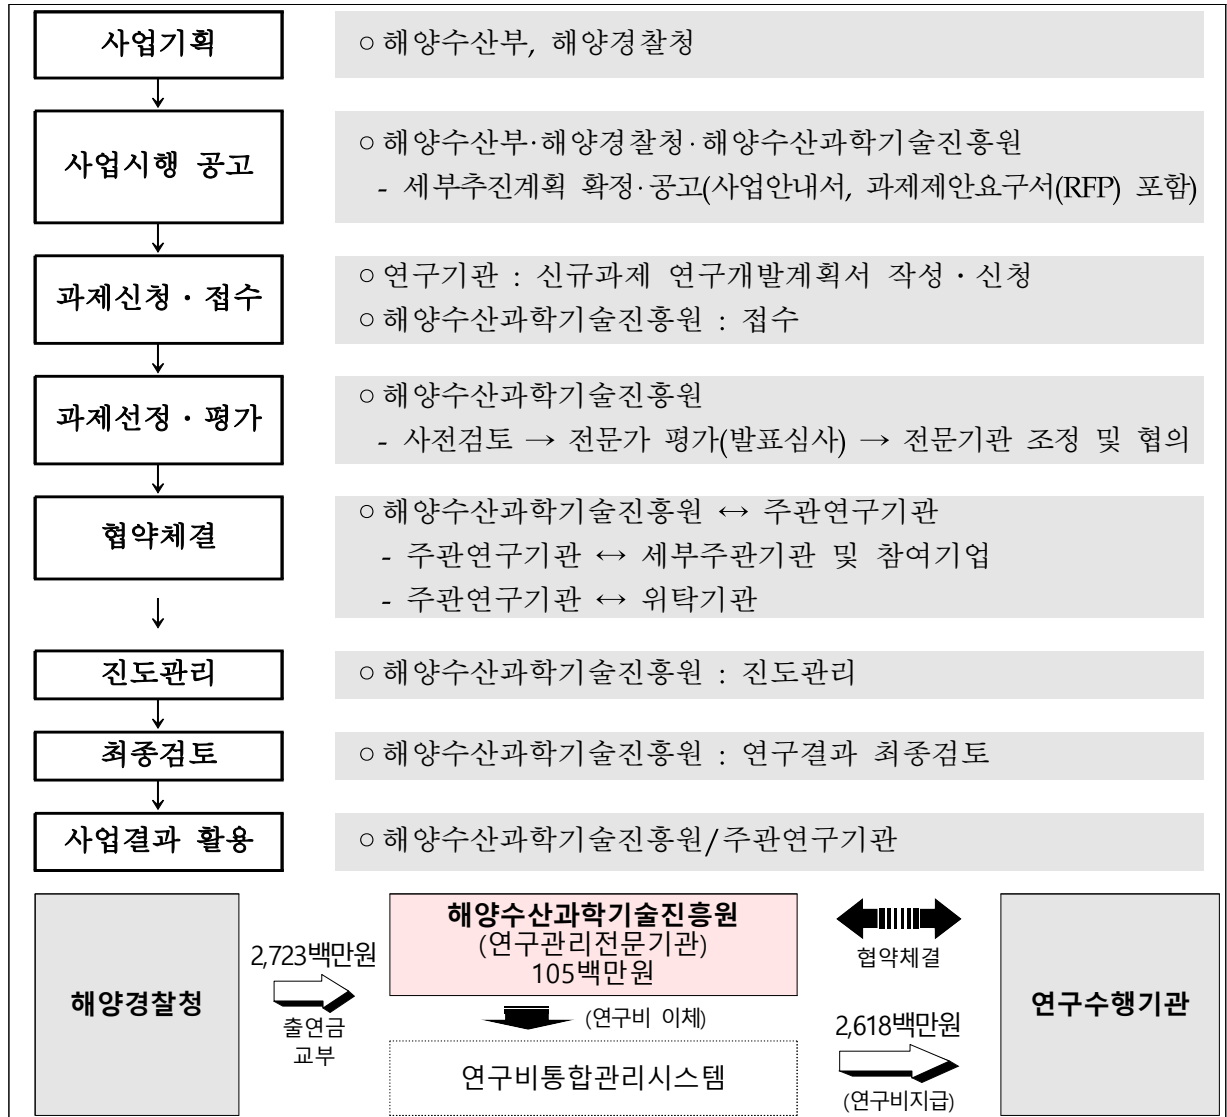 사업기획
○ 해양수산부, 해양경찰청
사업시행 공고
○ 해양수산부·해양경찰청·해양수산과학기술진흥원
- 세부추진계획 확정·공고(사업안내서, 과제제안요구서(RFP) 포함)
과제신청·접수
○ 연구기관 : 신규과제 연구개발계획서 작성·신청
○ 해양수산과학기술진흥원 : 접수
과제선정·평가
○ 해양수산과학기술진흥원
- 사전검토 → 전문가 평가(발표심사) → 전문기관 조정 및 협의
협약체결
○ 해양수산과학기술진흥원 ↔ 주관연구기관
- 주관연구기관 ↔ 세부주관기관 및 참여기업
- 주관연구기관 ↔ 위탁기관
진도관리
○ 해양수산과학기술진흥원 : 진도관리
최종검토
○ 해양수산과학기술진흥원 : 연구결과 최종검토
사업결과 활용
○ 해양수산과학기술진흥원/주관연구기관
해양경찰청
2,723백만원
출연금
교부
해양수산과학기술진흥원
(연구관리전문기관)
105백만원
(연구비 이체)
연구비통합관리시스템
협약체결
2,618백만원
(연구비지급)
연구수행기관